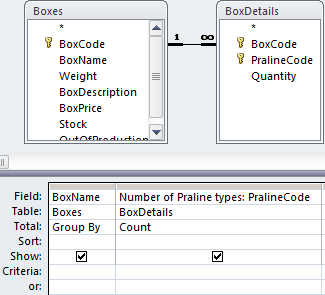 Boxes
*
BoxCode
BoxName
Weight
BoxDescription
BoxPrice
Stock
OutOfProduction
1 ∞
BoxDetails
*
BoxCode
PralineCode
Quantity
Field: BoxName Number of Praline types: PralineCode
Table: Boxes BoxDetails
Total: Group By Count
Sort:
Show:
Criteria:
or: